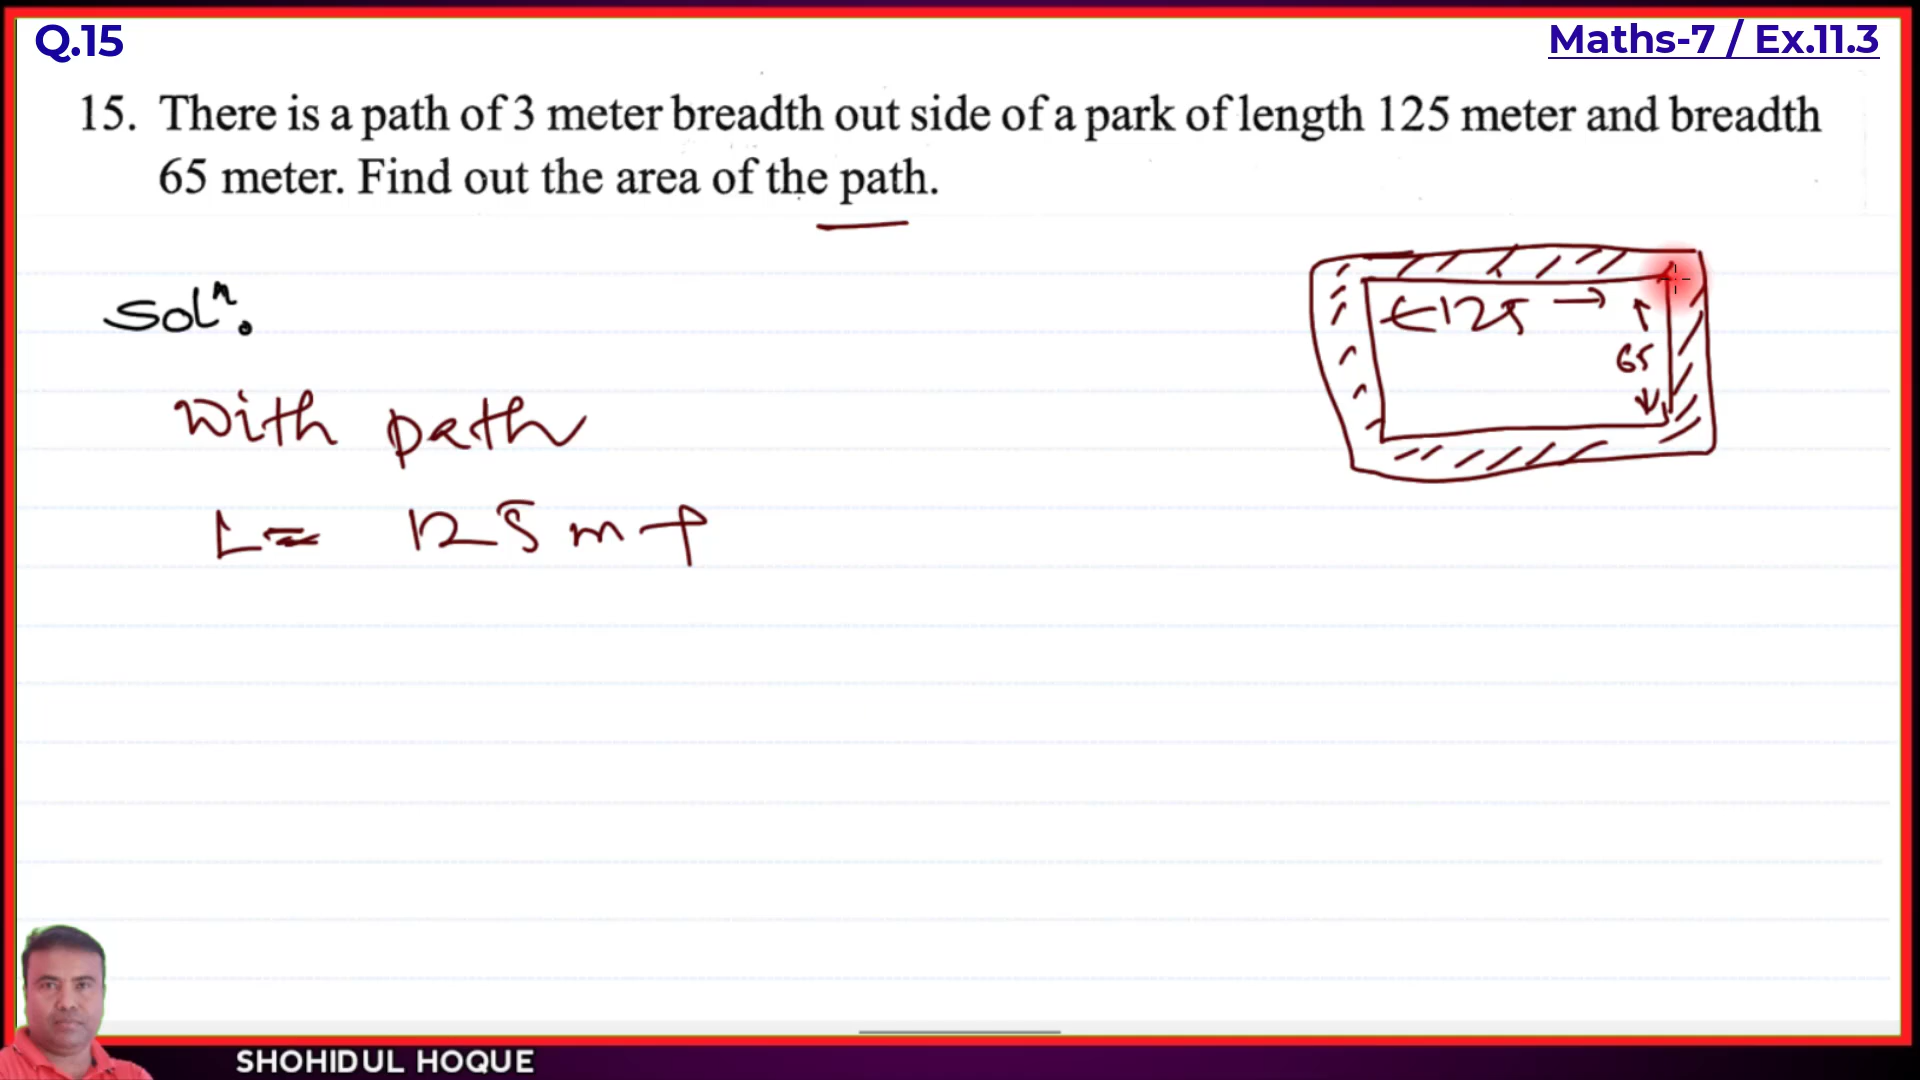 Q.15
Maths-7 / Ex.11.3
15. There is a path of 3 meter breadth out side of a park of length 125 meter and breadth
65 meter. Find out the area of the path.
Solⁿ.
←125→
65
With path
L = 125 m +
SHOHIDUL HOQUE